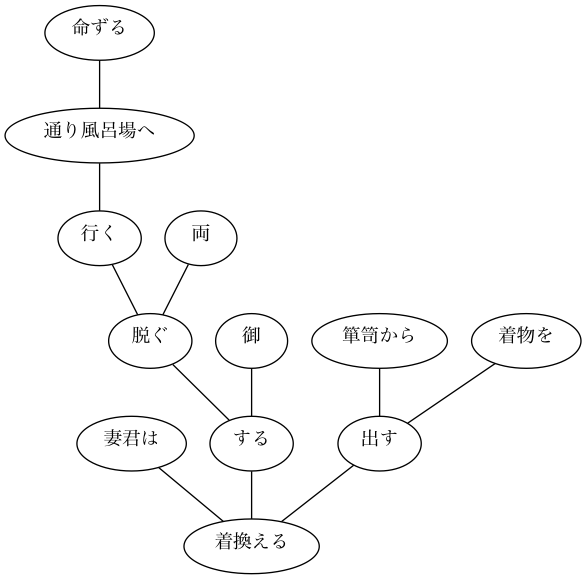 命ずる
通り風呂場へ
行く
両
脱ぐ
御
箪笥から
着物を
妻君は
する
出す
着換える